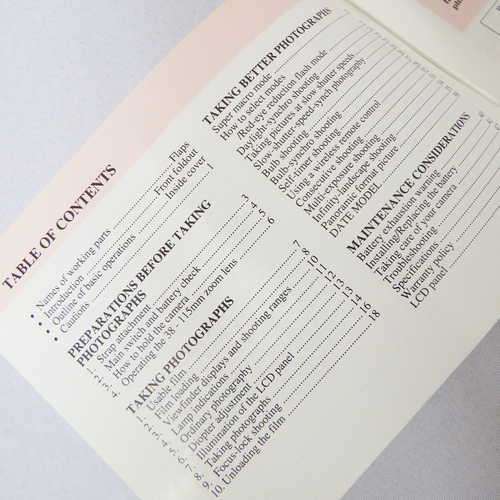 TABLE OF CONTENTS
• Names of working parts Flaps
• Introduction Front foldout
• Outline of basic operations Inside cover
• Cautions 1
PREPARATIONS BEFORE TAKING
PHOTOGRAPHS
1. Strap attachment 3
2. Main switch and battery check 4
3. How to hold the camera 5
4. Operating the 38 - 115mm zoom lens 6
TAKING PHOTOGRAPHS
1. Usable film 7
2. Film loading 8
3. Viewfinder displays and shooting ranges 10
4. Lamp indications 11
5. Ordinary photography 12
6. Diopter adjustment 13
7. Illumination of the LCD panel 13
8. Taking photographs 14
9. Focus-lock shooting 16
10. Unloading the film 18
TAKING BETTER PHOTOGRAPHS
Super macro mode
How to select modes
Red-eye reduction flash mode
Daylight-synchro shooting
Taking pictures at slow shutter speeds
Slow-shutter-speed-synch photography
Bulb shooting
Bulb-synchro shooting
Self-timer shooting
Using a wireless remote control
Consecutive shooting
Multi-exposure shooting
Infinity-landscape shooting
Panoramic format picture
DATE MODEL
MAINTENANCE CONSIDERATIONS
Battery exhaustion warning
Installing/Replacing the battery
Taking care of your camera
Troubleshooting
Specifications
Warranty policy
LCD panel